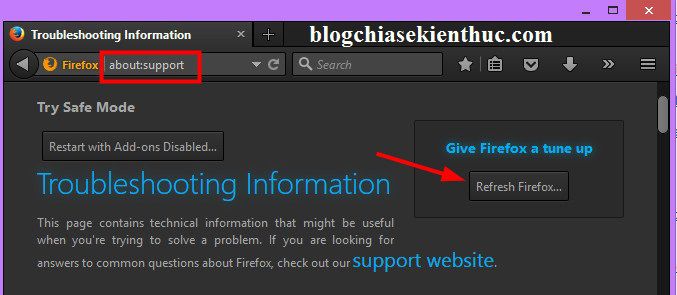 Troubleshooting Information
blogchiasekienthuc.com
Firefox
about:support
Search
Try Safe Mode
Restart with Add-ons Disabled...
Give Firefox a tune up
Refresh Firefox...
Troubleshooting Information
This page contains technical information that might be useful
when you're trying to solve a problem. If you are looking for
answers to common questions about Firefox, check out our support website.